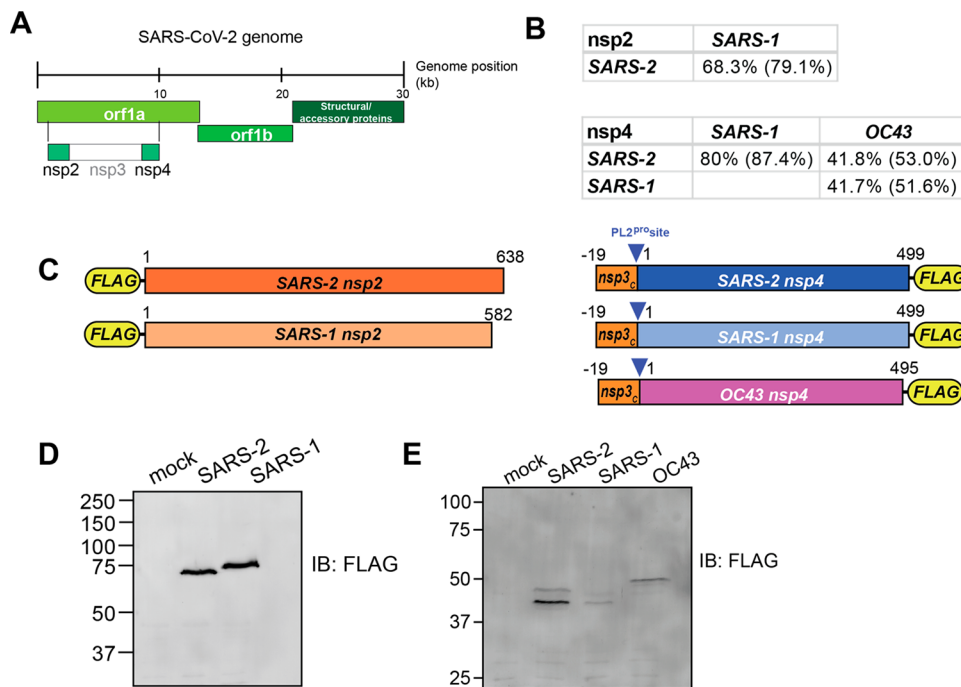 A
SARS-CoV-2 genome
Genome position
(kb)
10
20
30
orf1a
orf1b
Structural/
accessory proteins
nsp2
nsp3
nsp4
B
nsp2 SARS-1
SARS-2 68.3% (79.1%)
nsp4 SARS-1 OC43
SARS-2 80% (87.4%) 41.8% (53.0%)
SARS-1 41.7% (51.6%)
C
1 638
FLAG SARS-2 nsp2
1 582
FLAG SARS-1 nsp2
PL2pro site
-19 1 499
nsp3c SARS-2 nsp4 FLAG
-19 1 499
nsp3c SARS-1 nsp4 FLAG
-19 1 495
nsp3c OC43 nsp4 FLAG
D
mock SARS-2 SARS-1
250
150
100
75
50
37
IB: FLAG
E
mock SARS-2 SARS-1 OC43
100
75
50
37
25
IB: FLAG